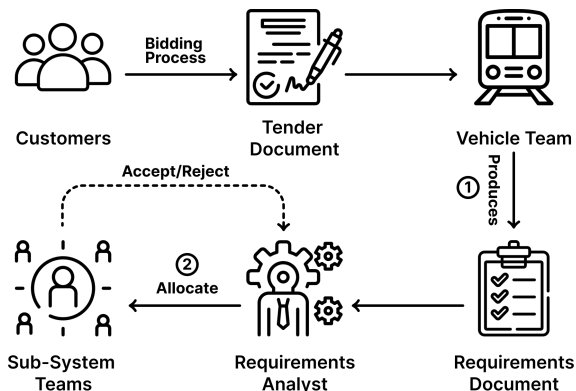 Bidding
Process
Customers
Tender
Document
Vehicle Team
Accept/Reject
1
Produces
2
Allocate
Sub-System
Teams
Requirements
Analyst
Requirements
Document